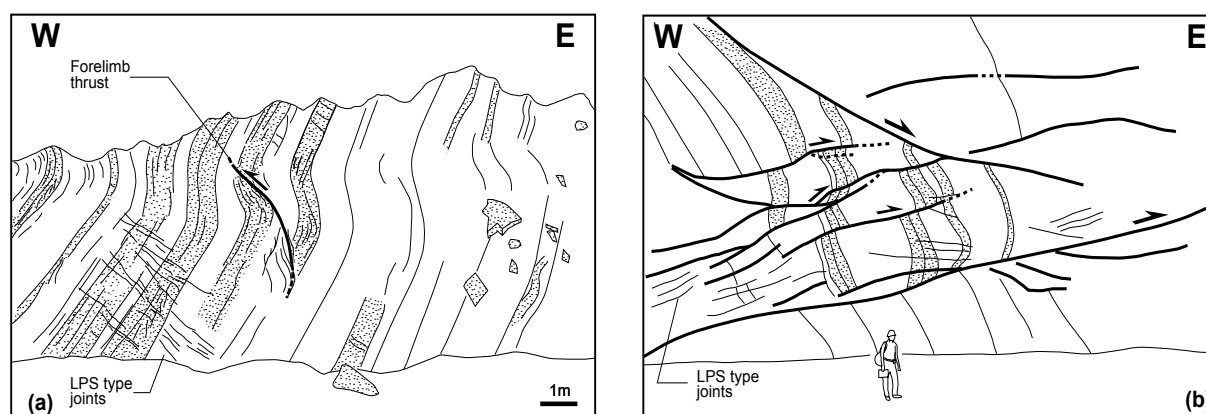 W
E
Forelimb
thrust
LPS type
joints
(a)
1m
W
E
LPS type
joints
(b)